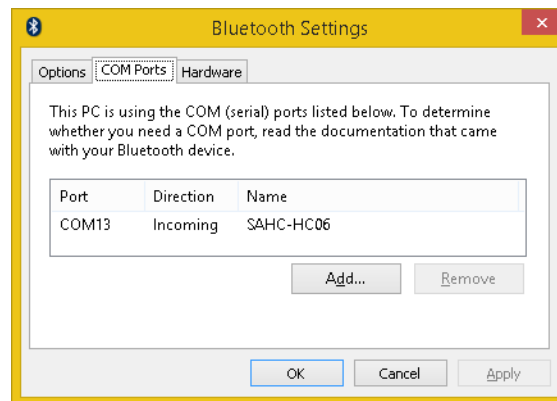 Bluetooth Settings
Options COM Ports Hardware
This PC is using the COM (serial) ports listed below. To determine
whether you need a COM port, read the documentation that came
with your Bluetooth device.
Port Direction Name
COM13 Incoming SAHC-HC06
Add... Remove
OK Cancel Apply